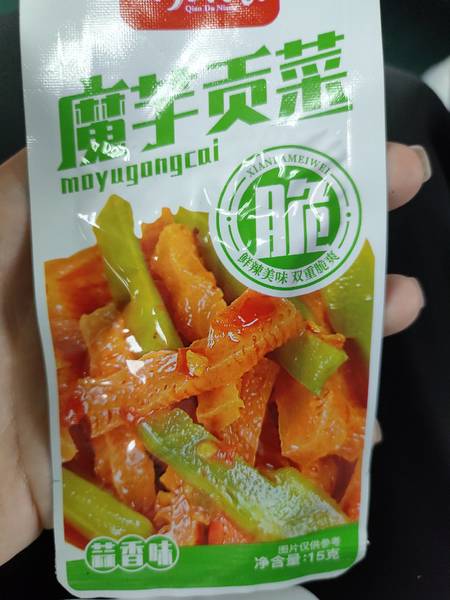 Qian Da Niang
魔芋贡菜
moyugongcai
XIANLAMEIWEI
脆
鲜辣美味 双重脆爽
蒜香味
图片仅供参考
净含量:15克